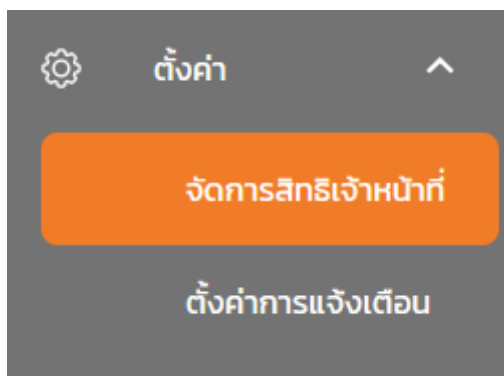 ตั้งค่า
จัดการสิทธิเจ้าหน้าที่
ตั้งค่าการแจ้งเตือน